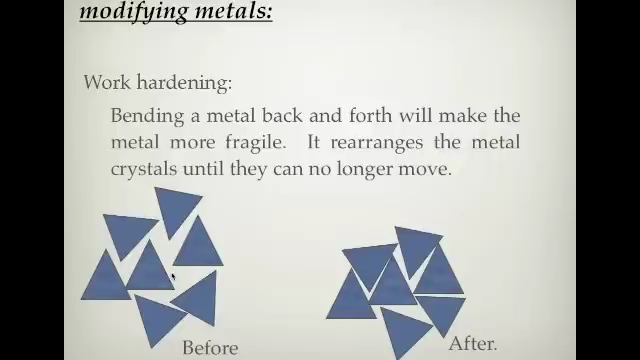 modifying metals:
Work hardening:
Bending a metal back and forth will make the
metal more fragile. It rearranges the metal
crystals until they can no longer move.
Before
After.